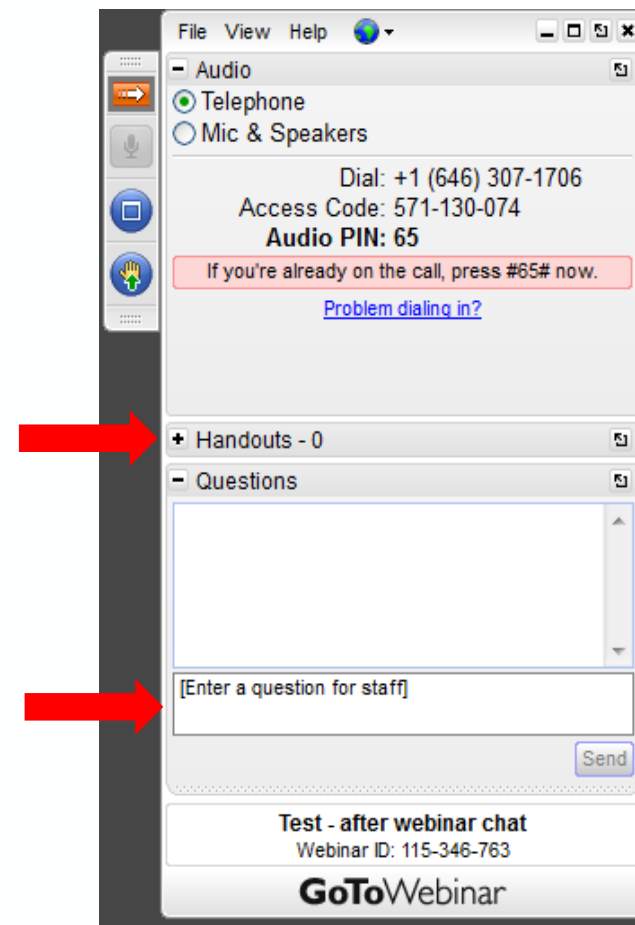 File View Help
Audio
Telephone
Mic & Speakers
Dial: +1 (646) 307-1706
Access Code: 571-130-074
Audio PIN: 65
If you're already on the call, press #65# now.
Problem dialing in?
Handouts - 0
Questions
[Enter a question for staff]
Send
Test - after webinar chat
Webinar ID: 115-346-763
GoToWebinar